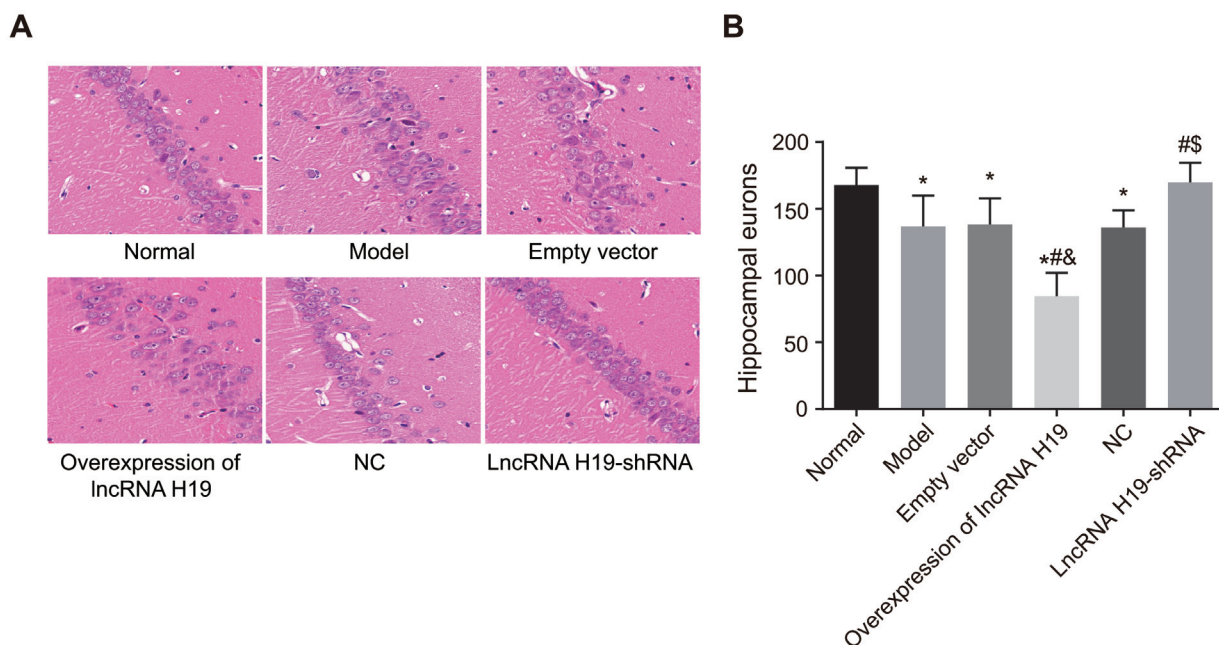 A
Normal
Model
Empty vector
Overexpression of
lncRNA H19
NC
LncRNA H19-shRNA
B
Hippocampal eurons
200
150
100
50
0
*
*
*#&
*
#$
Normal
Model
Empty vector
Overexpression of lncRNA H19
NC
LncRNA H19-shRNA